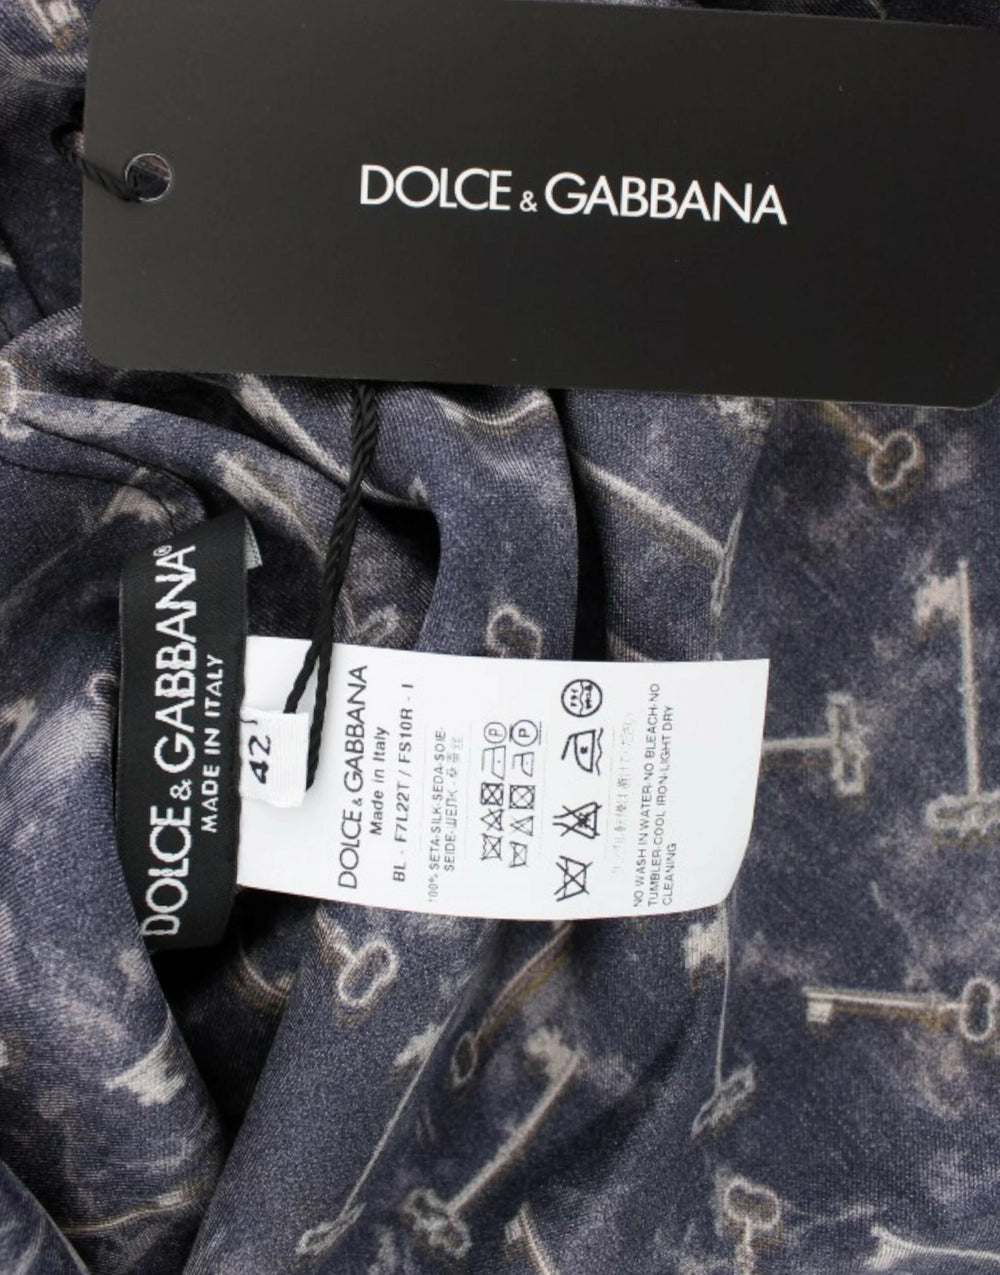 DOLCE & GABBANA
DOLCE & GABBANA®
MADE IN ITALY
42
DOLCE & GABBANA
Made in Italy
BL - F7L22T / FS10R - I
100% SETA-SILK-SEDA-SOIE-
SEIDE-ШЕЛК-
P P
NO WASH IN WATER-NO BLEACH-NO
TUMBLER-COOL IRON-LIGHT DRY
CLEANING